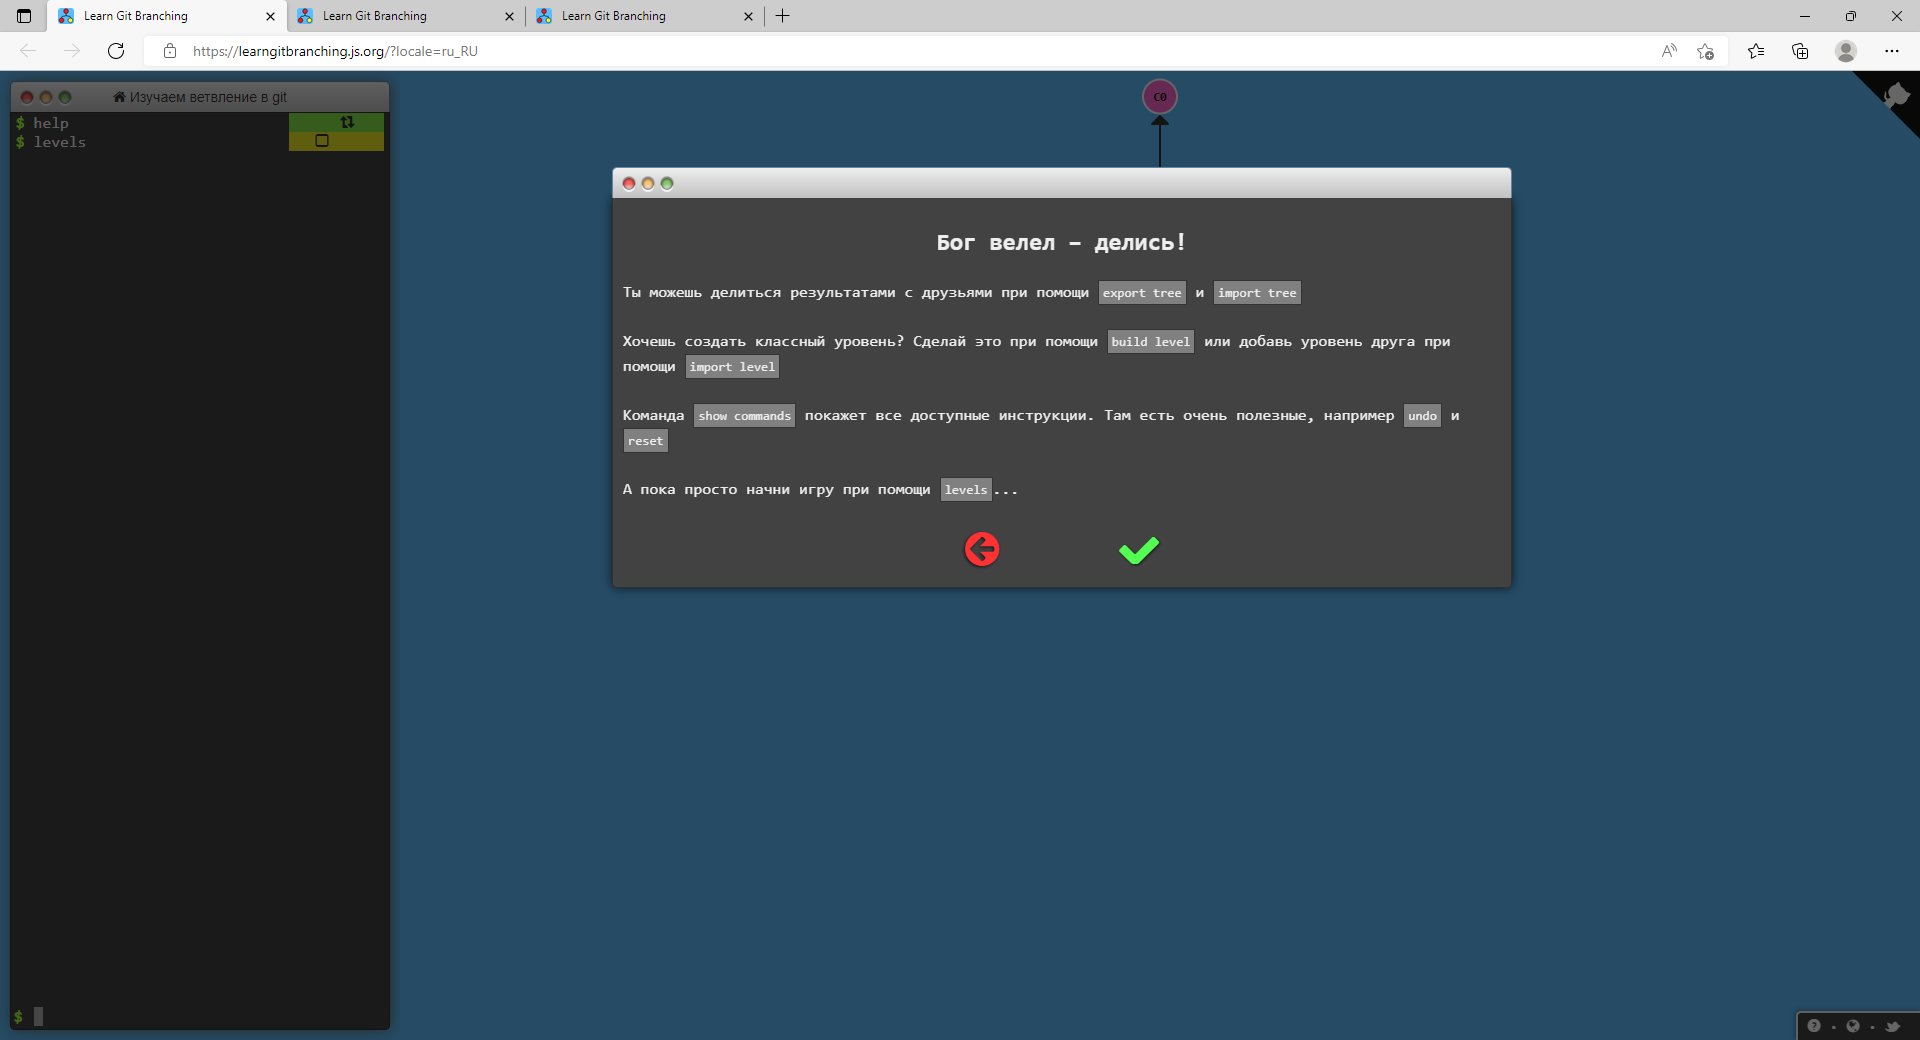 Learn Git Branching
Learn Git Branching
Learn Git Branching
https://learngitbranching.js.org/?locale=ru_RU
Изучаем ветвление в git
$ help
$ levels
C0
Бог велел - делись!
Ты можешь делиться результатами с друзьями при помощи export tree и import tree
Хочешь создать классный уровень? Сделай это при помощи build level или добавь уровень друга при
помощи import level
Команда show commands покажет все доступные инструкции. Там есть очень полезные, например undo и
reset
А пока просто начни игру при помощи levels...
$